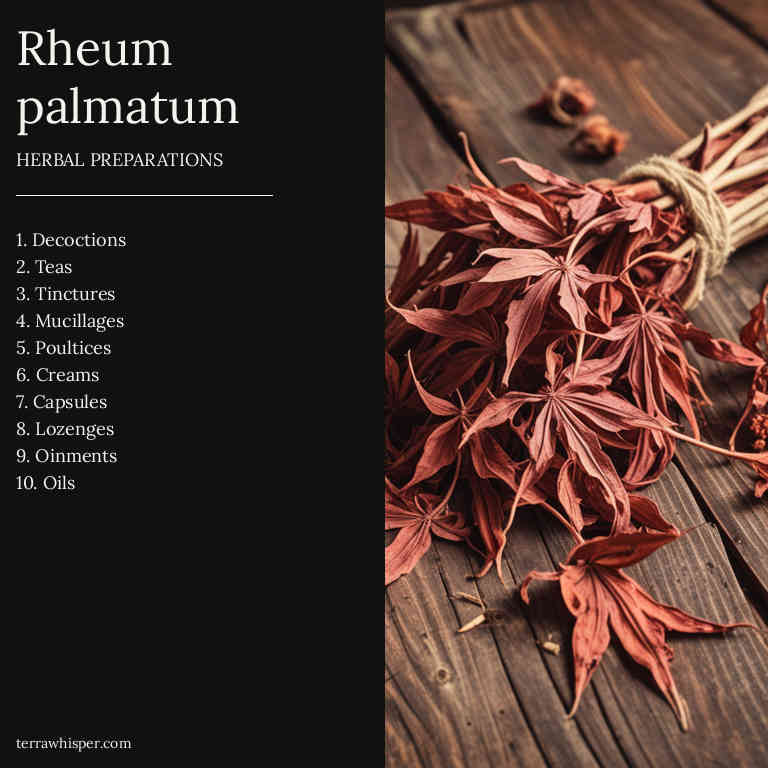 Rheum
palmatum
HERBAL PREPARATIONS
1. Decoctions
2. Teas
3. Tinctures
4. Mucillages
5. Poultices
6. Creams
7. Capsules
8. Lozenges
9. Oinments
10. Oils
terrawhisper.com